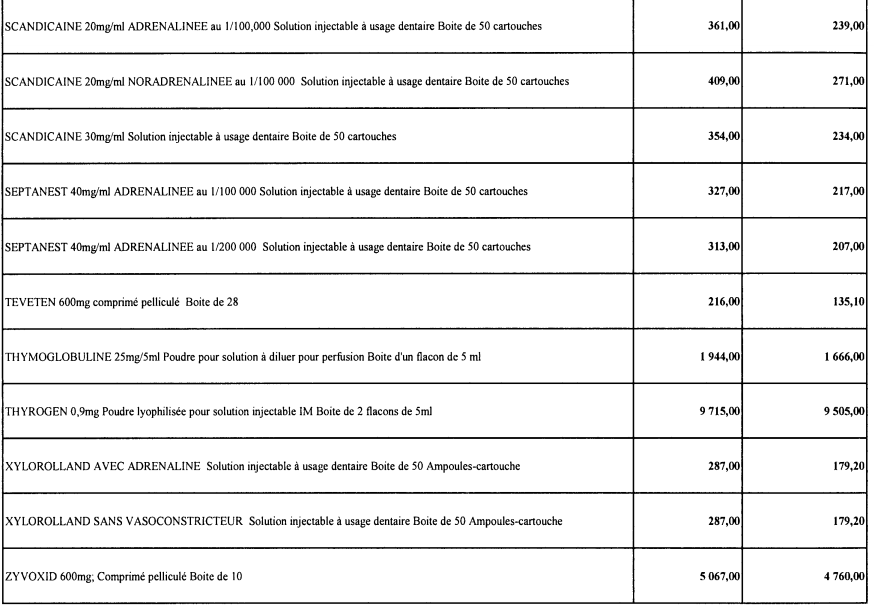 SCANDICAINE 20mg/ml ADRENALINEE au 1/100,000 Solution injectable à usage dentaire Boite de 50 cartouches 361,00 239,00
SCANDICAINE 20mg/ml NORADRENALINEE au 1/100 000 Solution injectable à usage dentaire Boite de 50 cartouches 409,00 271,00
SCANDICAINE 30mg/ml Solution injectable à usage dentaire Boite de 50 cartouches 354,00 234,00
SEPTANEST 40mg/ml ADRENALINEE au 1/100 000 Solution injectable à usage dentaire Boite de 50 cartouches 327,00 217,00
SEPTANEST 40mg/ml ADRENALINEE au 1/200 000 Solution injectable à usage dentaire Boite de 50 cartouches 313,00 207,00
TEVETEN 600mg comprimé pelliculé Boite de 28 216,00 135,10
THYMOGLOBULINE 25mg/5ml Poudre pour solution à diluer pour perfusion Boite d'un flacon de 5 ml 1 944,00 1 666,00
THYROGEN 0,9mg Poudre lyophilisée pour solution injectable IM Boite de 2 flacons de 5ml 9 715,00 9 505,00
XYLOROLLAND AVEC ADRENALINE Solution injectable à usage dentaire Boite de 50 Ampoules-cartouche 287,00 179,20
XYLOROLLAND SANS VASOCONSTRICTEUR Solution injectable à usage dentaire Boite de 50 Ampoules-cartouche 287,00 179,20
ZYVOXID 600mg; Comprimé pelliculé Boite de 10 5 067,00 4 760,00